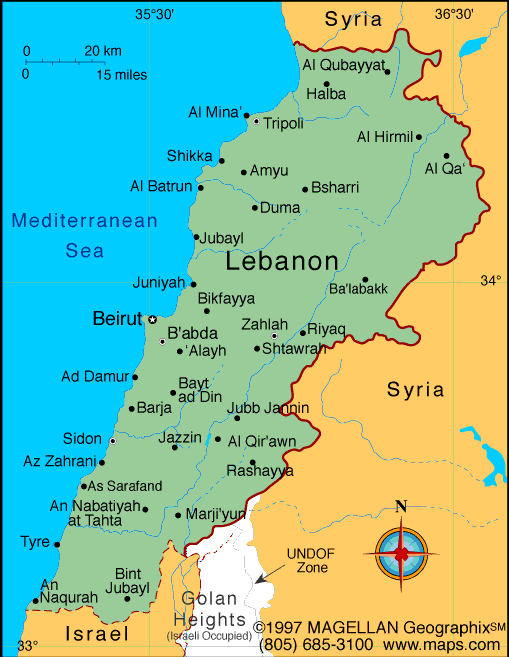 35°30'
36°30'
Syria
0 20 km
0 15 miles
Al Qubayyat
Halba
Al Mina'
Tripoli
Al Hirmil
Shikka
Al Qa'
Amyu
Al Batrun
Bsharri
Duma
Mediterranean
Sea
Jubayl
Lebanon
Juniyah
Ba'labakk
34°
Bikfayya
Beirut
Zahlah
Riyaq
B'abda
'Alayh
Shtawrah
Ad Damur
Syria
Bayt
ad Din
Barja
Jubb Jannin
Sidon
Jazzin
Al Qir'awn
Az Zahrani
Rashayya
As Sarafand
An Nabatiyah
at Tahta
Marji'yun
N
Tyre
UNDOF
Zone
An
Naqurah
Bint
Jubayl
Golan
Heights
(Israeli Occupied)
Israel
33°
©1997 MAGELLAN Geographix℠
(805) 685-3100 www.maps.com